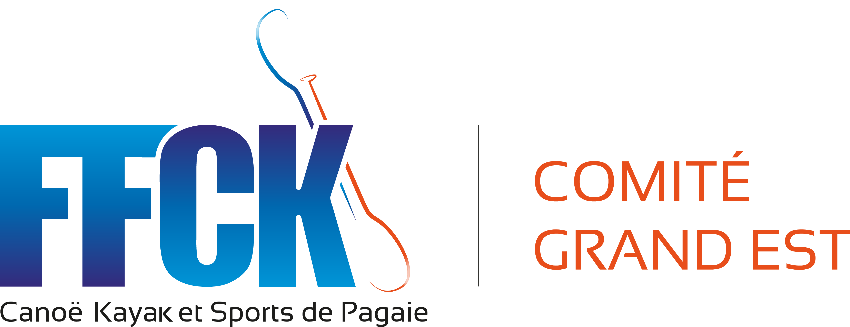 FFCK
Canoë Kayak et Sports de Pagaie
COMITÉ
GRAND EST